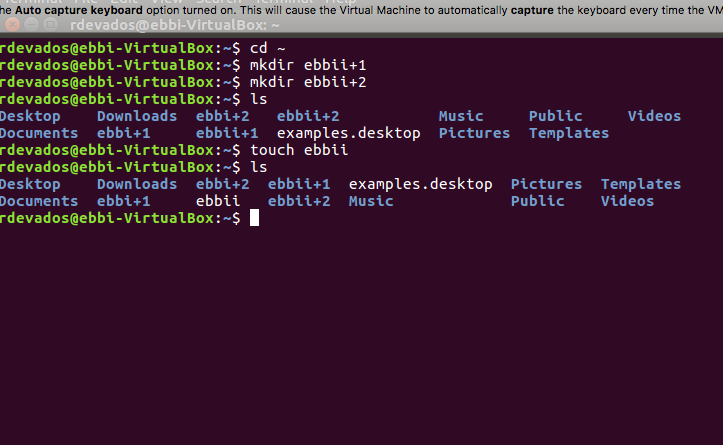 he Auto capture keyboard option turned on. This will cause the Virtual Machine to automatically capture the keyboard every time the VM
rdevados@ebbi-VirtualBox: ~
rdevados@ebbi-VirtualBox:~$ cd ~
rdevados@ebbi-VirtualBox:~$ mkdir ebbii+1
rdevados@ebbi-VirtualBox:~$ mkdir ebbii+2
rdevados@ebbi-VirtualBox:~$ ls
Desktop Downloads ebbi+2 ebbii+2 Music Public Videos
Documents ebbi+1 ebbii+1 examples.desktop Pictures Templates
rdevados@ebbi-VirtualBox:~$ touch ebbii
rdevados@ebbi-VirtualBox:~$ ls
Desktop Downloads ebbi+2 ebbii+1 examples.desktop Pictures Templates
Documents ebbi+1 ebbii ebbii+2 Music Public Videos
rdevados@ebbi-VirtualBox:~$